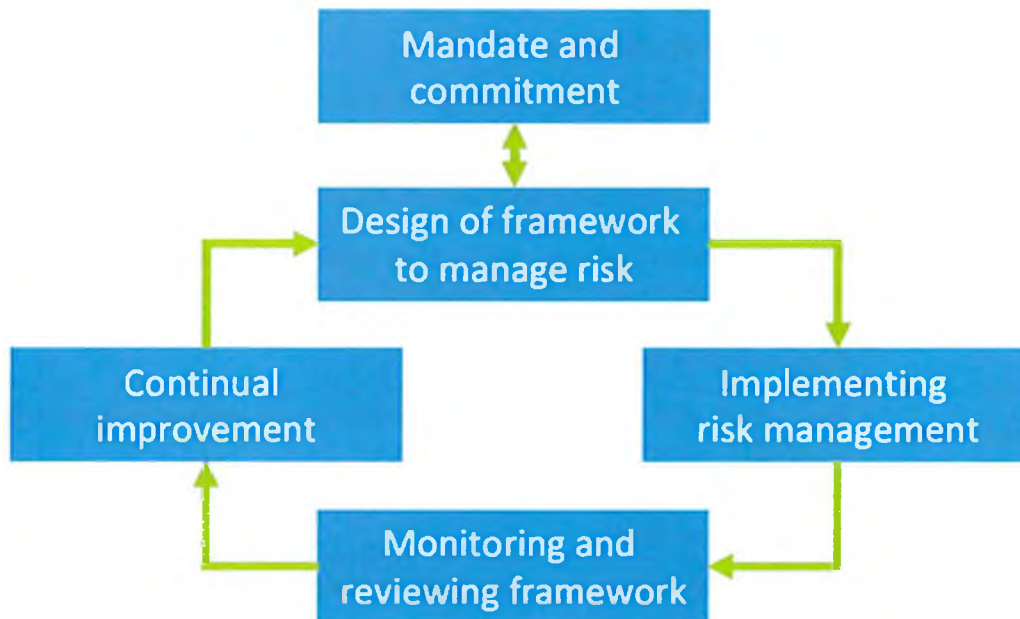 Mandate and
commitment
Design of framework
to manage risk
Continual
improvement
Implementing
risk management
Monitoring and
reviewing framework